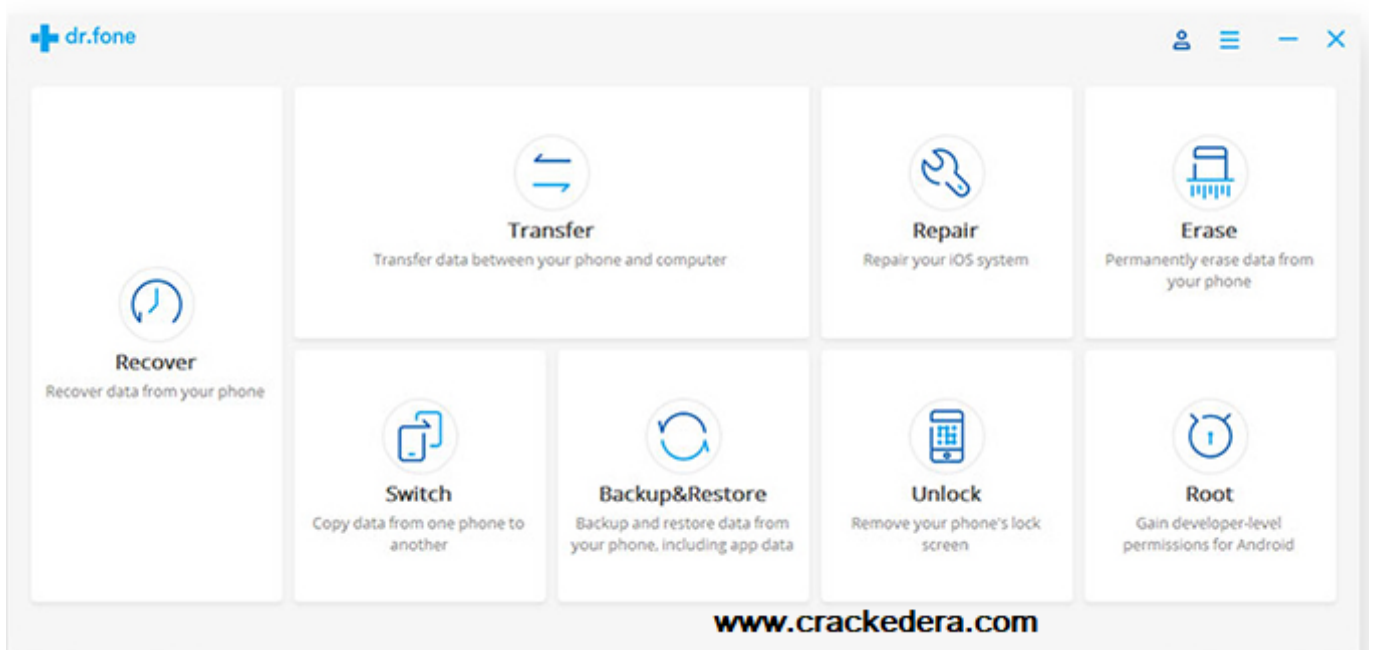 dr.fone
Recover
Recover data from your phone
Transfer
Transfer data between your phone and computer
Repair
Repair your iOS system
Erase
Permanently erase data from
your phone
Switch
Copy data from one phone to
another
Backup&Restore
Backup and restore data from
your phone, including app data
Unlock
Remove your phone's lock
screen
Root
Gain developer-level
permissions for Android
www.crackedera.com